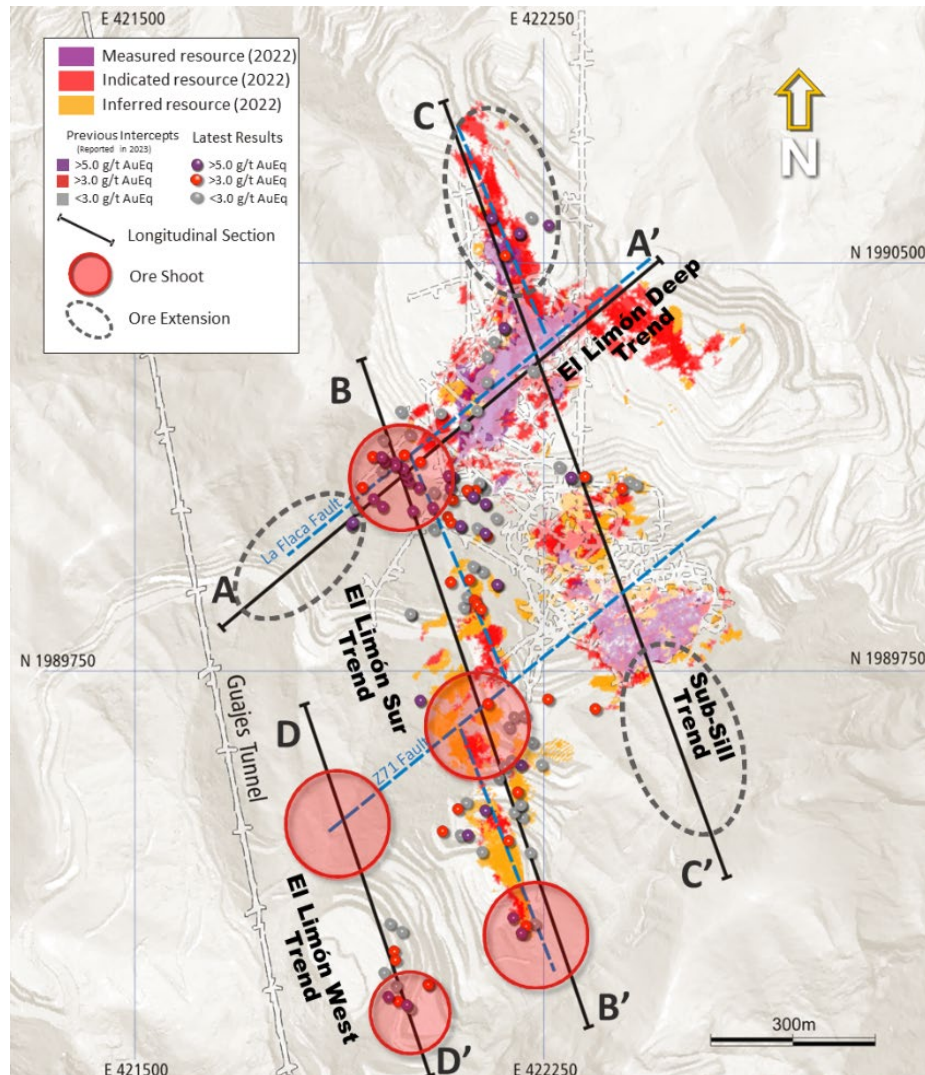 E 421500
E 422250
Measured resource (2022)
Indicated resource (2022)
Inferred resource (2022)
Previous Intercepts
(Reported in 2023)
Latest Results
>5.0 g/t AuEq
>5.0 g/t AuEq
>3.0 g/t AuEq
>3.0 g/t AuEq
<3.0 g/t AuEq
<3.0 g/t AuEq
Longitudinal Section
Ore Shoot
Ore Extension
C
N
A’
N 1990500
El Limón Deep
Trend
B
La Flaca Fault
A
El Limón Sur
Trend
N 1989750
N 1989750
Guajes Tunnel
Sub-Sill
Trend
D
Z71 Fault
C’
El Limón West
Trend
B’
300m
D’
E 421500
E 422250